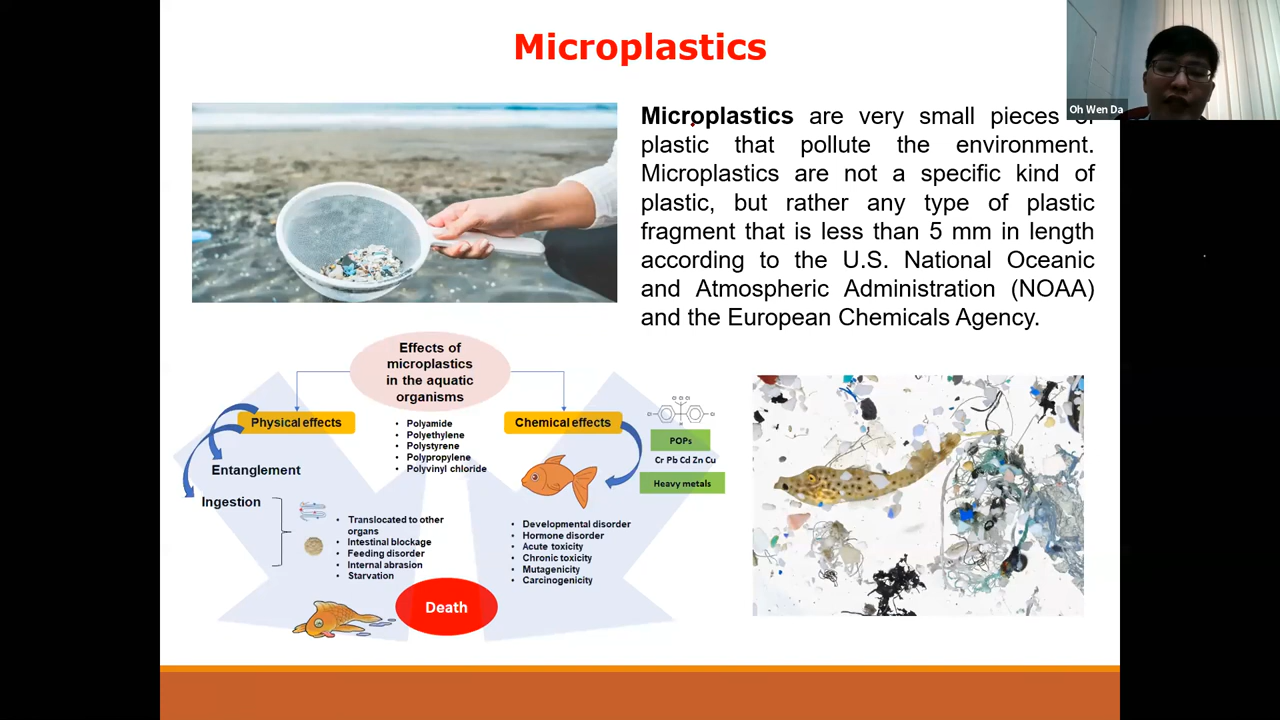 Microplastics
Oh Wen Da
Microplastics are very small pieces of
plastic that pollute the environment.
Microplastics are not a specific kind of
plastic, but rather any type of plastic
fragment that is less than 5 mm in length
according to the U.S. National Oceanic
and Atmospheric Administration (NOAA)
and the European Chemicals Agency.
Effects of
microplastics
in the aquatic
organisms
Physical effects
Entanglement
Ingestion
• Translocated to other
organs
• Intestinal blockage
• Feeding disorder
• Internal abrasion
• Starvation
• Polyamide
• Polyethylene
• Polystyrene
• Polypropylene
• Polyvinyl chloride
Chemical effects
POPs
Cr Pb Cd Zn Cu
Heavy metals
• Developmental disorder
• Hormone disorder
• Acute toxicity
• Chronic toxicity
• Mutagenicity
• Carcinogenicity
Death